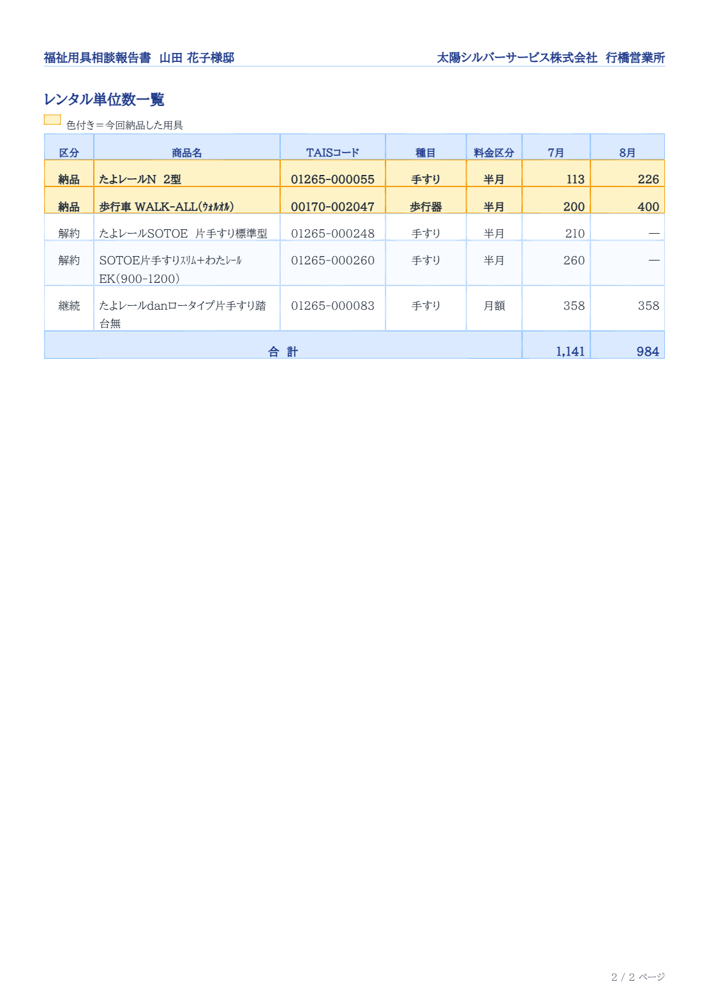 福祉用具相談報告書　山田 花子様邸　太陽シルバーサービス株式会社　行橋営業所
レンタル単位数一覧
色付き＝今回納品した用具
区分 商品名 TAISコード 種目 料金区分 7月 8月
納品 たよレールN　2型 01265-000055 手すり 半月 113 226
納品 歩行車 WALK-ALL(ｳｫﾙｵﾙ) 00170-002047 歩行器 半月 200 400
解約 たよレールSOTOE　片手すり標準型 01265-000248 手すり 半月 210 —
解約 SOTOE片手すりｽﾘﾑ+わたﾚｰﾙ 01265-000260 手すり 半月 260 —
EK(900-1200)
継続 たよレールdanロータイプ片手すり踏 01265-000083 手すり 月額 358 358
台無
合　計 1,141 984
2 / 2 ページ